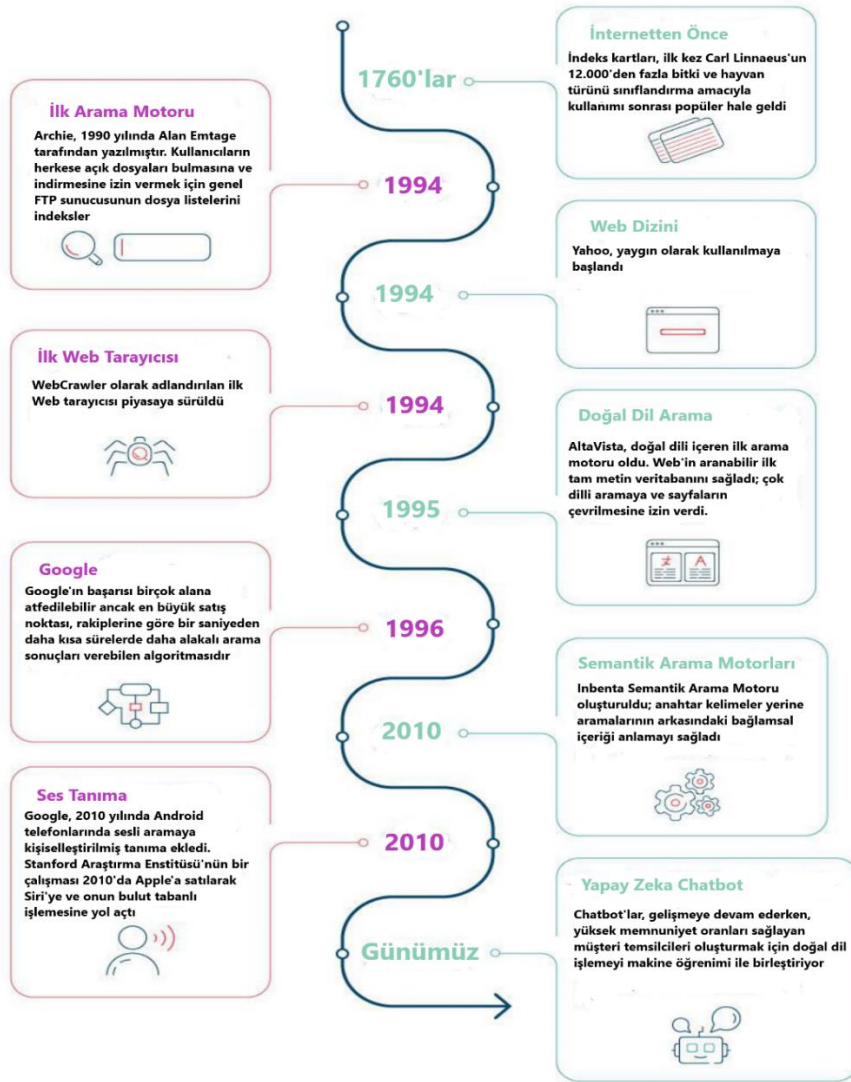 İnternetten Önce
İndeks kartları, ilk kez Carl Linnaeus'un
12.000'den fazla bitki ve hayvan
türünü sınıflandırma amacıyla
kullanımı sonrası popüler hale geldi
1760'lar
İlk Arama Motoru
Archie, 1990 yılında Alan Emtage
tarafından yazılmıştır. Kullanıcıların
herkese açık dosyaları bulmasına ve
indirmesine izin vermek için genel
FTP sunucusunun dosya listelerini
indeksler
1994
Web Dizini
Yahoo, yaygın olarak kullanılmaya
başlandı
1994
İlk Web Tarayıcısı
WebCrawler olarak adlandırılan ilk
Web tarayıcısı piyasaya sürüldü
1994
Doğal Dil Arama
AltaVista, doğal dili içeren ilk arama
motoru oldu. Web'in aranabilir ilk
tam metin veritabanını sağladı; çok
dilli aramaya ve sayfaların
çevrilmesine izin verdi.
1995
Google
Google'ın başarısı birçok alana
atfedilebilir ancak en büyük satış
noktası, rakiplerine göre bir saniyeden
daha kısa sürelerde daha alakalı arama
sonuçları verebilen algoritmasıdır
1996
Semantik Arama Motorları
Inbenta Semantik Arama Motoru
oluşturuldu; anahtar kelimeler yerine
aramalarının arkasındaki bağlamsal
içeriği anlamayı sağladı
2010
Ses Tanıma
Google, 2010 yılında Android
telefonlarında sesli aramaya
kişiselleştirilmiş tanıma ekledi.
Stanford Araştırma Enstitüsü'nün bir
çalışması 2010'da Apple'a satılarak
Siri'ye ve onun bulut tabanlı
işlemesine yol açtı
2010
Yapay Zeka Chatbot
Chatbot'lar, gelişmeye devam ederken,
yüksek memnuniyet oranları sağlayan
müşteri temsilcileri oluşturmak için doğal dil
işlemeyi makine öğrenimi ile birleştiriyor
Günümüz